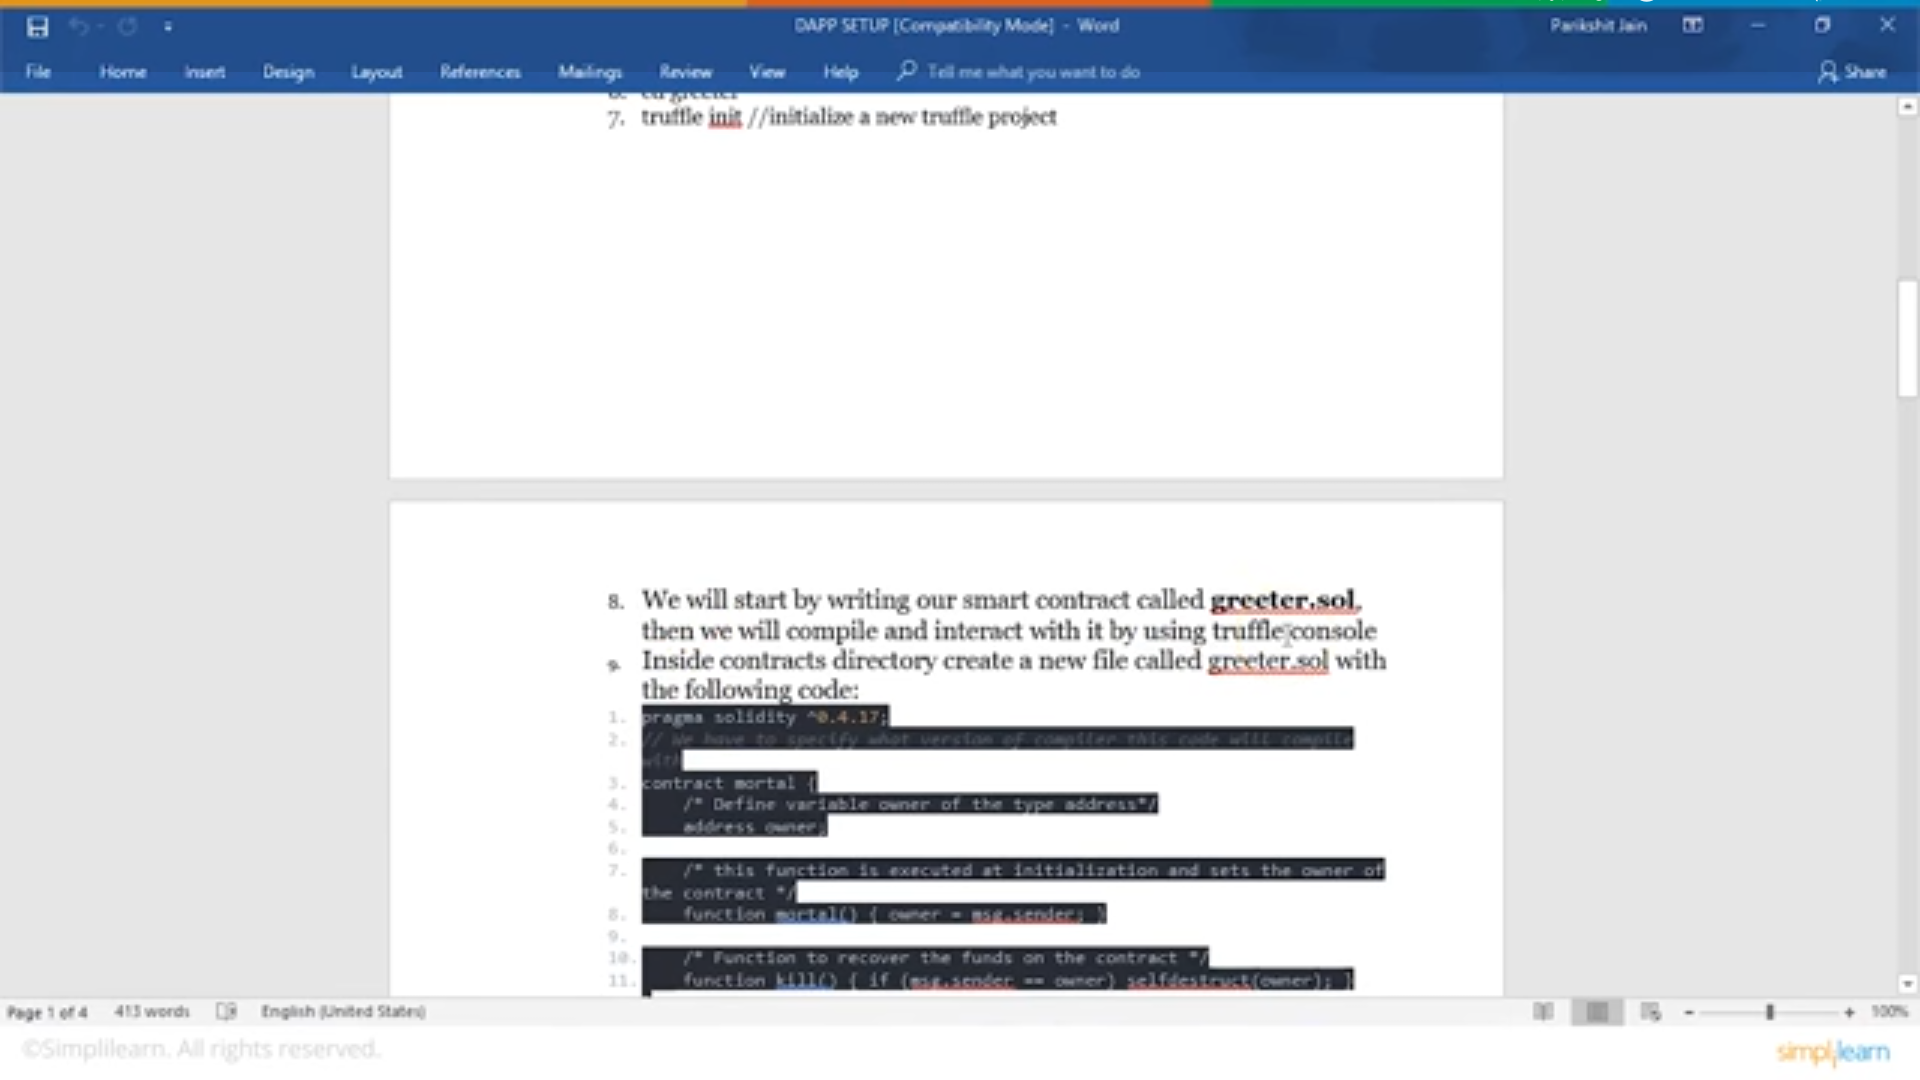 DAPP SETUP [Compatibility Mode] - Word
Parikshit Jain
File Home Insert Design Layout References Mailings Review View Help Tell me what you want to do Share
6. cd greeter
7. truffle init //initialize a new truffle project
8. We will start by writing our smart contract called greeter.sol,
then we will compile and interact with it by using truffle console
9. Inside contracts directory create a new file called greeter.sol with
the following code:
1. pragma solidity ^0.4.17;
2. // We have to specify what version of compiler this code will compile
with
3. contract mortal {
4. /* Define variable owner of the type address*/
5. address owner;
6.
7. /* this function is executed at initialization and sets the owner of
the contract */
8. function mortal() { owner = msg.sender; }
9.
10. /* Function to recover the funds on the contract */
11. function kill() { if (msg.sender == owner) selfdestruct(owner); }
Page 1 of 4 413 words English (United States) 100%
©Simplilearn. All rights reserved.
simplilearn